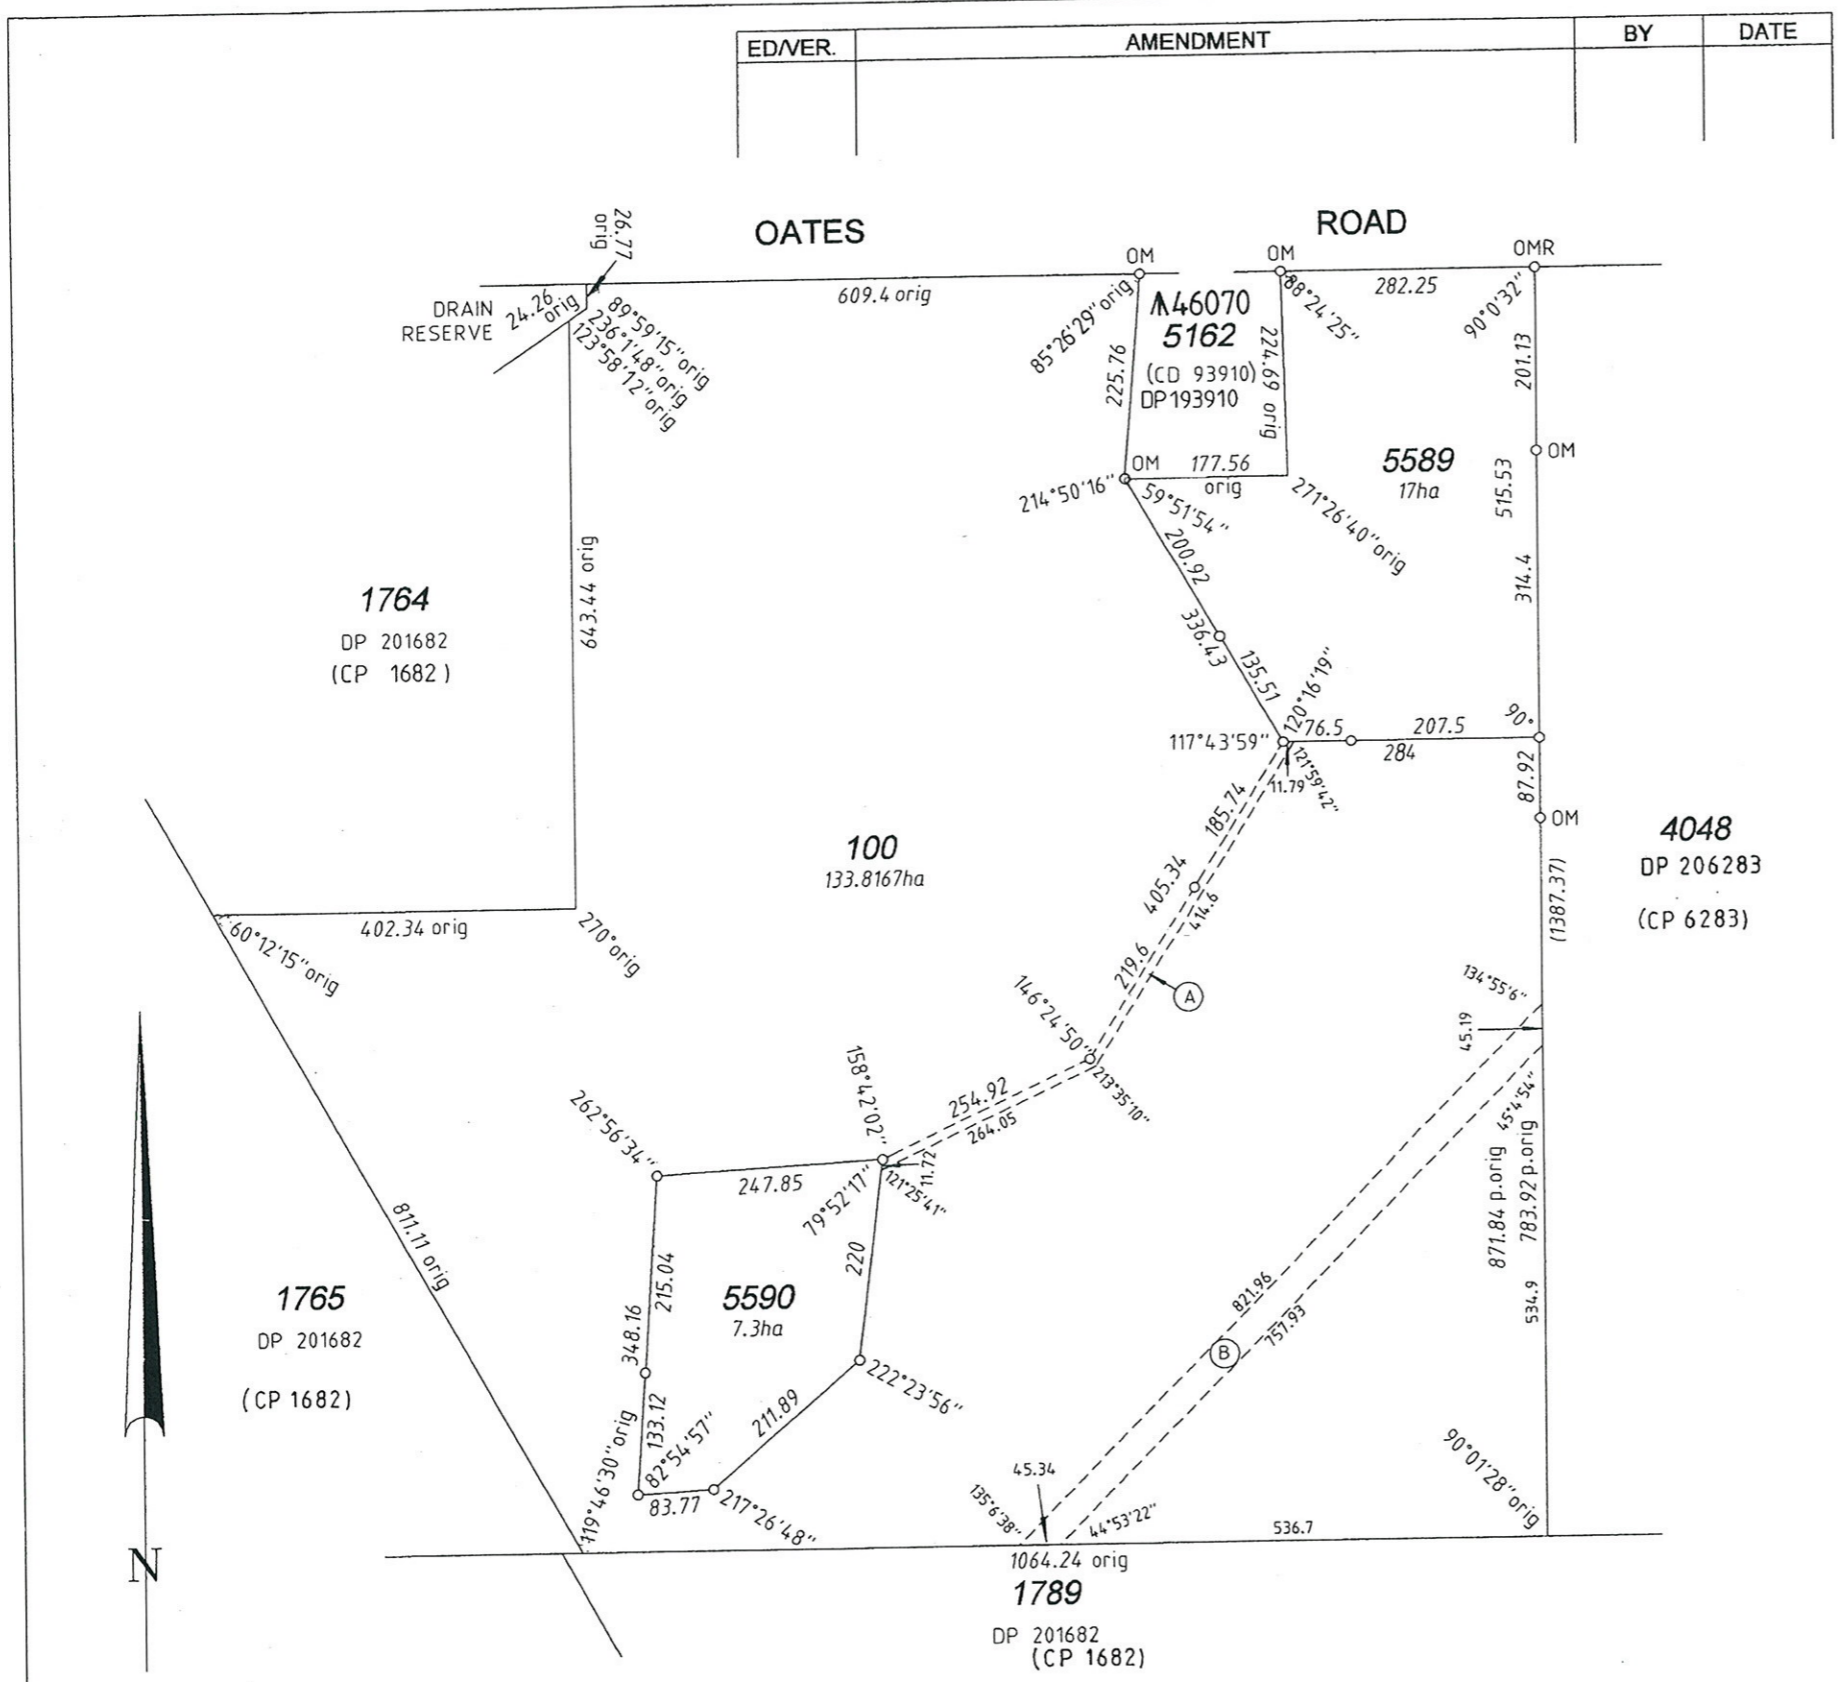 ED/VER. AMENDMENT BY DATE
OATES ROAD
26.77 orig
OM
OM
OMR
609.4 orig
282.25
DRAIN
RESERVE
24.26 orig
89°59'15" orig
236°1'48" orig
123°58'12" orig
85°26'29" orig
46070
5162
(CD 93910)
DP193910
88°24'25"
90°0'32"
225.76
224.69 orig
201.13
OM
OM
177.56
orig
5589
17ha
515.53
214°50'16"
59°51'54"
271°26'40" orig
200.92
336.43
135.51
314.4
643.44 orig
1764
DP 201682
(CP 1682)
120°16'19"
117°43'59"
76.5
207.5
284
90°
11.79
121°59'42"
87.92
OM
100
133.8167ha
185.74
405.34
414.6
219.6
A
4048
DP 206283
(CP 6283)
(1387.37)
402.34 orig
60°12'15" orig
270° orig
134°55'6"
45.19
45°4'54"
146°24'50"
213°35'10"
158°42'02"
254.92
264.05
262°56'34"
247.85
79°52'17"
11.72
121°25'41"
871.84 p.orig
783.92 p.orig
534.9
811.11 orig
215.04
348.16
220
5590
7.3ha
1765
DP 201682
(CP 1682)
821.96
757.93
B
133.12
211.89
222°23'56"
119°46'30" orig
82°54'57"
83.77
217°26'48"
45.34
135°6'38"
44°53'22"
536.7
90°01'28" orig
1064.24 orig
1789
DP 201682
(CP 1682)
N